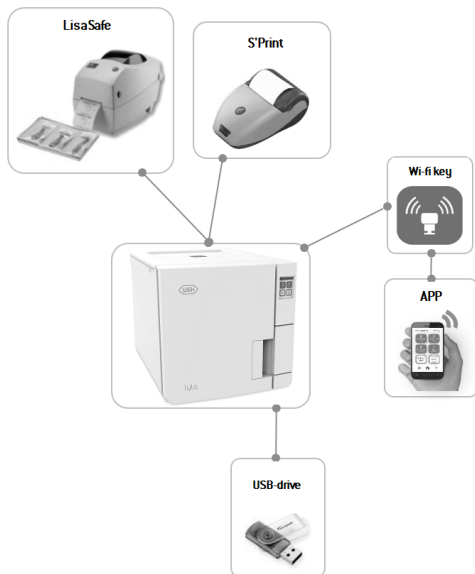 LisaSafe
S'Print
Wi-fi key
APP
W&H
lyla
USB-drive